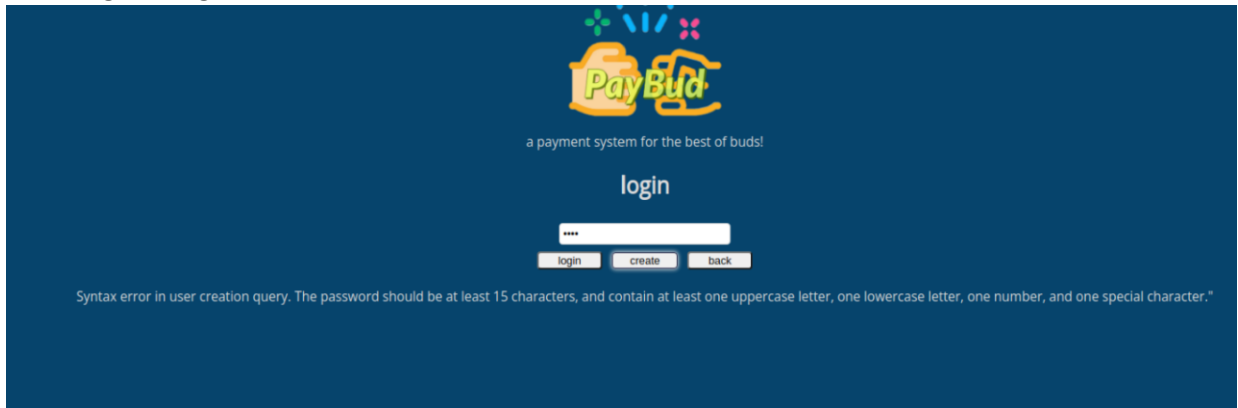 PayBud
a payment system for the best of buds!
login
••••
login create back
Syntax error in user creation query. The password should be at least 15 characters, and contain at least one uppercase letter, one lowercase letter, one number, and one special character."